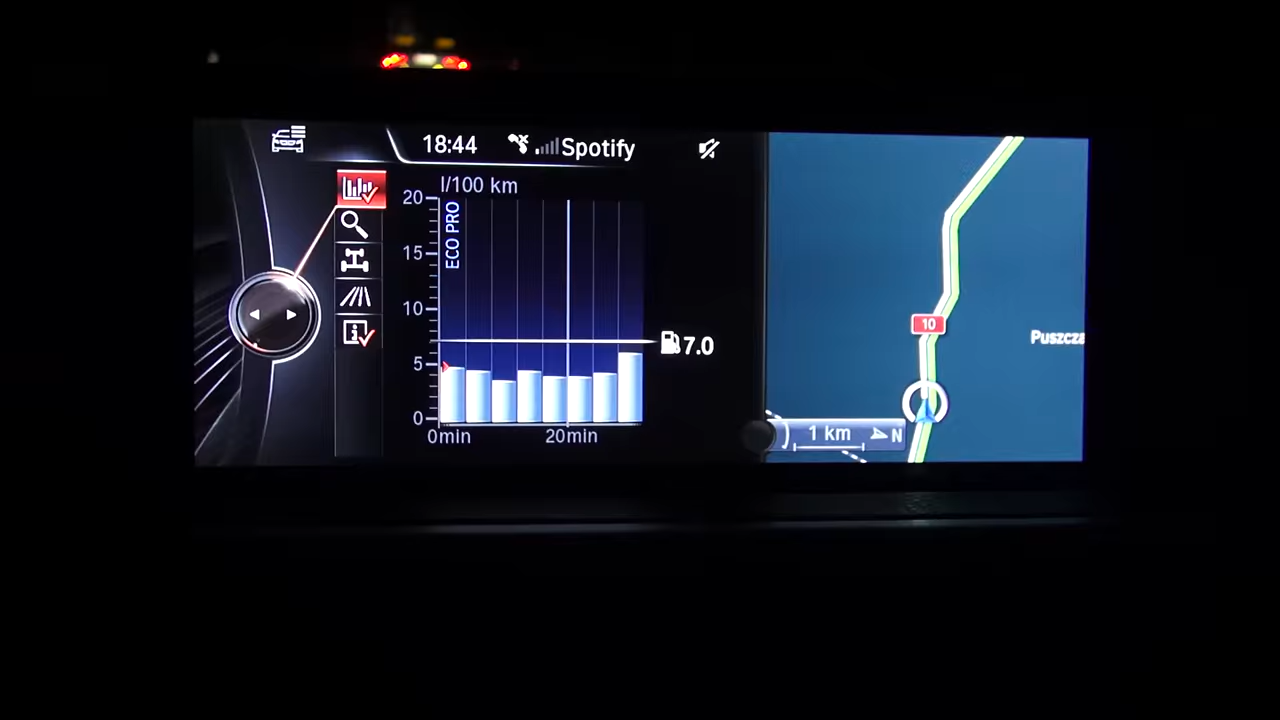 18:44 Spotify
l/100 km
20
15
10
5
0
ECO PRO
7.0
0min 20min
10
Puszcza
1 km N